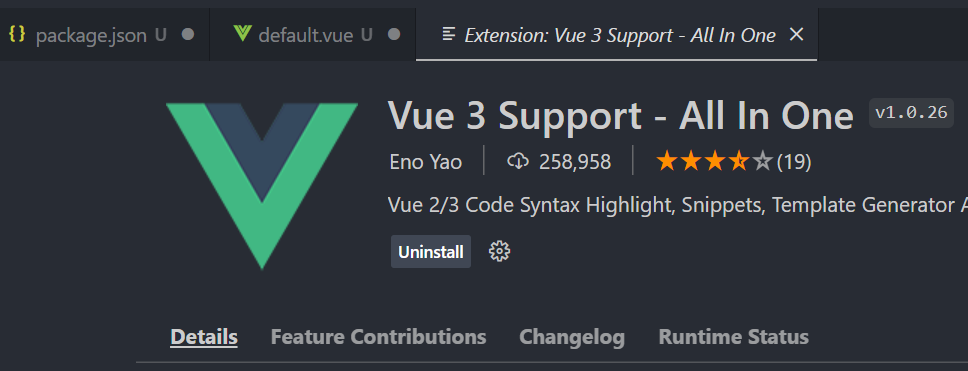 {} package.json U default.vue U Extension: Vue 3 Support - All In One
Vue 3 Support - All In One v1.0.26
Eno Yao 258,958 (19)
Vue 2/3 Code Syntax Highlight, Snippets, Template Generator
Uninstall
Details Feature Contributions Changelog Runtime Status